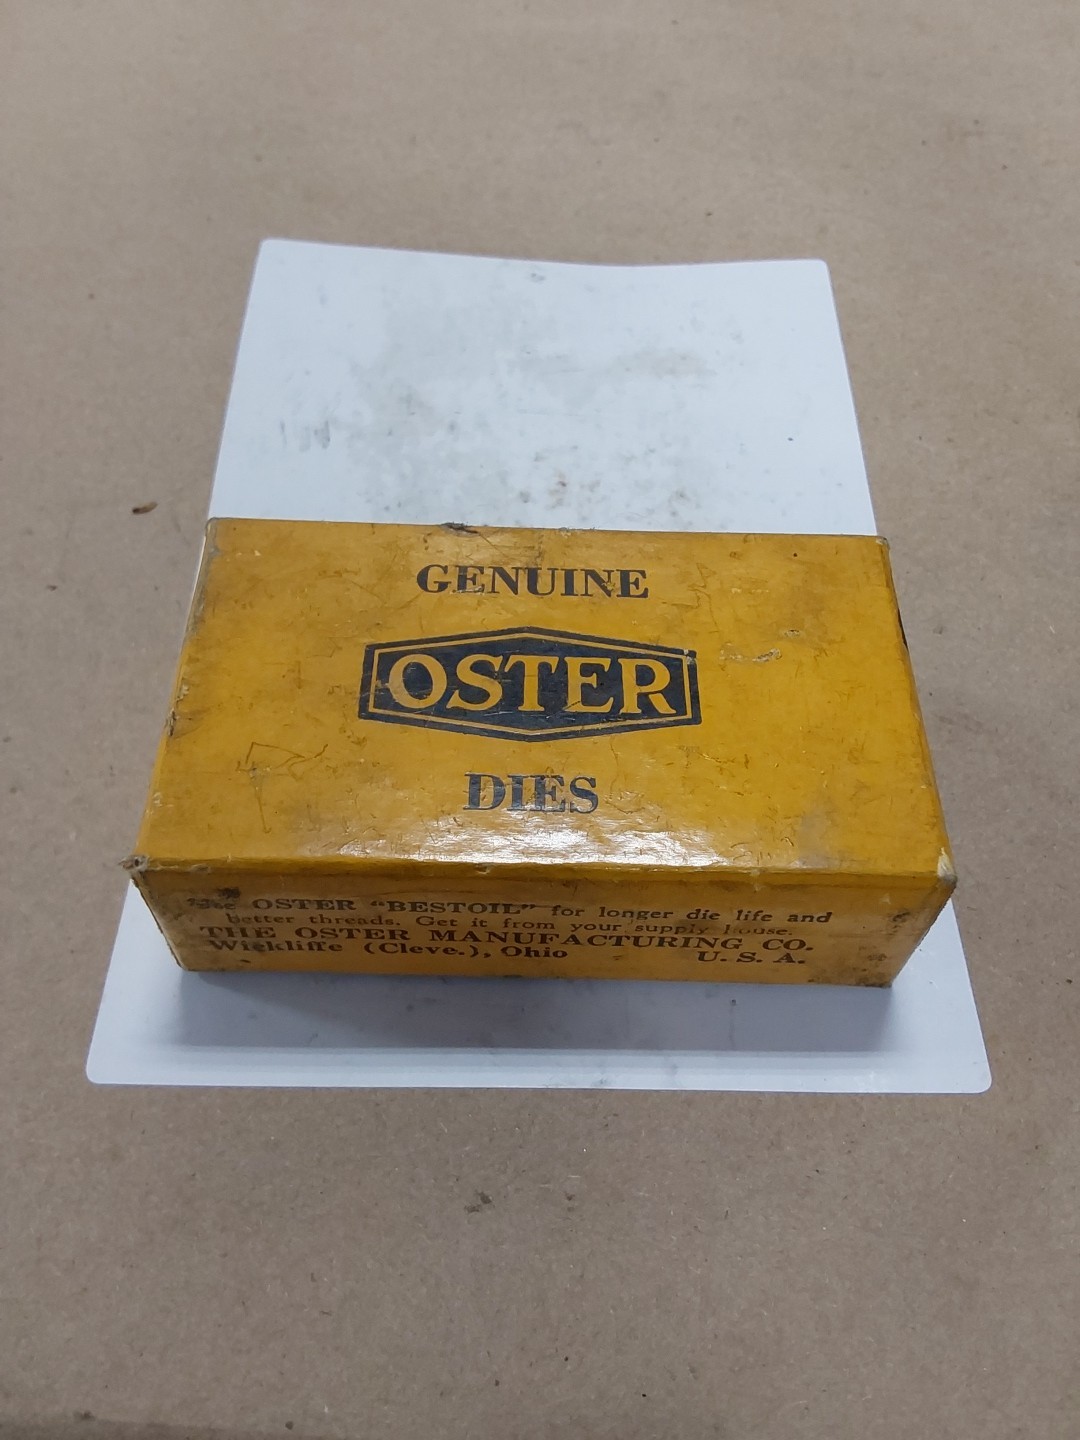 GENUINE
OSTER
DIES
Use OSTER "BESTOIL" for longer die life and
better threads. Get it from your supply house.
THE OSTER MANUFACTURING CO.
Wickliffe (Cleve.), Ohio U. S. A.